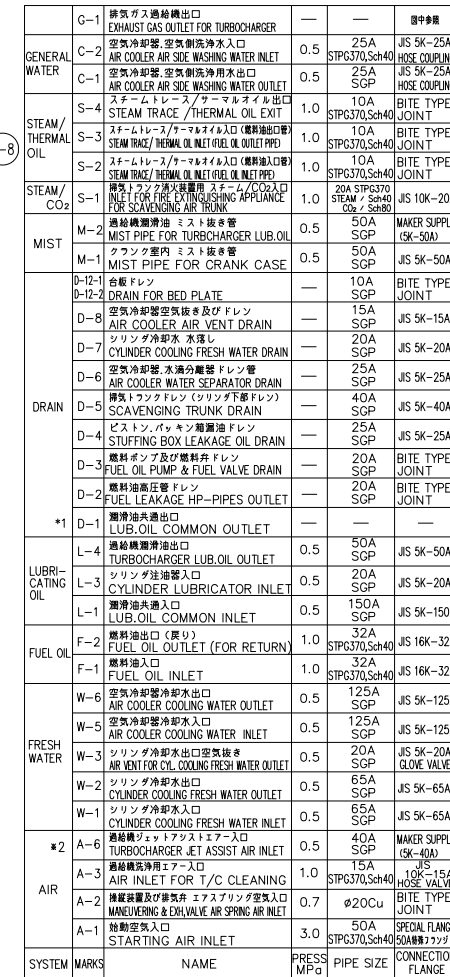 G-1 排気ガス過給機出口 — — 図中参照
EXHAUST GAS OUTLET FOR TURBOCHARGER
GENERAL WATER
C-2 空気冷却器.空気側洗浄水入口 0.5 25A JIS 5K-25A
AIR COOLER AIR SIDE WASHING WATER INLET STPG370,Sch40 HOSE COUPLIN
C-1 空気冷却器.空気側洗浄用水出口 0.5 25A JIS 5K-25A
AIR COOLER AIR SIDE WASHING WATER OUTLET SGP HOSE COUPLIN
-8
STEAM/ THERMAL OIL
S-4 スチームトレース/サーマルオイル出口 1.0 10A BITE TYPE
STEAM TRACE /THERMAL OIL EXIT STPG370,Sch40 JOINT
S-3 スチームトレース/サーマルオイル入口(燃料油出口管) 1.0 10A BITE TYPE
STEAM TRACE/ THERMAL OIL INLET(FUEL OIL OUTLET PIPE) STPG370,Sch40 JOINT
S-2 スチームトレース/サーマルオイル入口(燃料油入口管) 1.0 10A BITE TYPE
STEAM TRACE/ THERMAL OIL INLET(FUEL OIL INLET PIPE) STPG370,Sch40 JOINT
STEAM/ CO₂
S-1 掃気トランク消火装置用 スチーム/CO₂入口 1.0 20A STPG370 JIS 10K-20
INLET FOR FIRE EXTINGUISHING APPLIANCE STEAM / Sch40
FOR SCAVENGING AIR TRUNK CO₂ / Sch80
MIST
M-2 過給機潤滑油 ミスト抜き管 0.5 50A MAKER SUPPL
MIST PIPE FOR TURBCHARGER LUB.OIL SGP (5K-50A)
M-1 クランク室内 ミスト抜き管 0.5 50A JIS 5K-50A
MIST PIPE FOR CRANK CASE SGP
DRAIN
D-12-1 台板ドレン — 10A BITE TYPE
D-12-2 DRAIN FOR BED PLATE SGP JOINT
D-8 空気冷却器空気抜き及びドレン — 15A JIS 5K-15A
AIR COOLER AIR VENT DRAIN SGP
D-7 シリンダ冷却水 水落し — 20A JIS 5K-20A
CYLINDER COOLING FRESH WATER DRAIN SGP
D-6 空気冷却器.水滴分離器ドレン管 — 25A JIS 5K-25A
AIR COOLER WATER SEPARATOR DRAIN SGP
D-5 掃気トランクドレン(シリンダ下部ドレン) — 40A JIS 5K-40A
SCAVENGING TRUNK DRAIN SGP
D-4 ピストン.パッキン箱漏油ドレン — 25A JIS 5K-25A
STUFFING BOX LEAKAGE OIL DRAIN SGP
D-3 燃料ポンプ及び燃料弁ドレン — 20A BITE TYPE
FUEL OIL PUMP & FUEL VALVE DRAIN SGP JOINT
D-2 燃料油高圧管ドレン — 20A BITE TYPE
FUEL LEAKAGE HP-PIPES OUTLET SGP JOINT
*1 D-1 潤滑油共通出口 — — —
LUB.OIL COMMON OUTLET
LUBRI-CATING OIL
L-4 過給機潤滑油出口 0.5 50A JIS 5K-50A
TURBOCHARGER LUB.OIL OUTLET SGP
L-3 シリンダ注油器入口 0.5 20A JIS 5K-20A
CYLINDER LUBRICATOR INLET SGP
L-1 潤滑油共通入口 0.5 150A JIS 5K-150
LUB.OIL COMMON INLET SGP
FUEL OIL
F-2 燃料油出口(戻り) 1.0 32A JIS 16K-32
FUEL OIL OUTLET (FOR RETURN) STPG370,Sch40
F-1 燃料油入口 1.0 32A JIS 16K-32
FUEL OIL INLET STPG370,Sch40
FRESH WATER
W-6 空気冷却器冷却水出口 0.5 125A JIS 5K-125
AIR COOLER COOLING WATER OUTLET SGP
W-5 空気冷却器冷却水入口 0.5 125A JIS 5K-125
AIR COOLER COOLING WATER INLET SGP
W-3 シリンダ冷却水出口空気抜き 0.5 20A JIS 5K-20A
AIR VENT FOR CYL. COOLING FRESH WATER OUTLET SGP GLOVE VALVE
W-2 シリンダ冷却水出口 0.5 65A JIS 5K-65A
CYLINDER COOLING FRESH WATER OUTLET SGP
W-1 シリンダ冷却水入口 0.5 65A JIS 5K-65A
CYLINDER COOLING FRESH WATER INLET SGP
AIR
※2 A-6 過給機ジェットアシストエアー入口 0.5 40A MAKER SUPPL
TURBOCHARGER JET ASSIST AIR INLET SGP (5K-40A)
A-3 過給機洗浄用エアー入口 1.0 15A JIS 10K-15A
AIR INLET FOR T/C CLEANING STPG370,Sch40 HOSE VALV
A-2 操縦装置及び排気弁 エアスプリング空気入口 0.7 ø20Cu BITE TYPE
MANEUVERING & EXH,VALVE AIR SPRING AIR INLET JOINT
A-1 始動空気入口 3.0 50A SPECIAL FLANG
STARTING AIR INLET STPG370,Sch40 50A特殊フランジ
SYSTEM MARKS NAME PRESS MPa PIPE SIZE CONNECTIO FLANGE